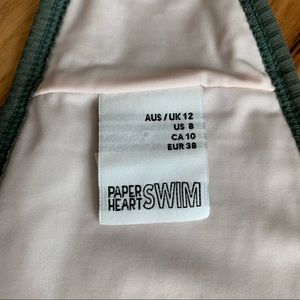 AUS / UK 12
US 8
CA 10
EUR 38
PAPER HEART SWIM